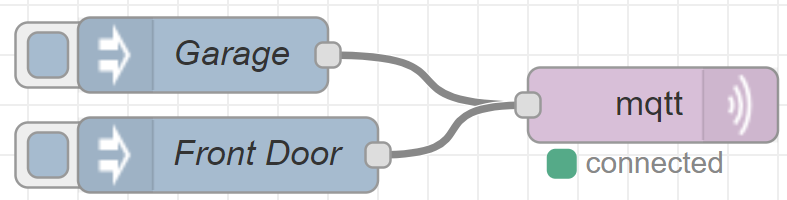 Garage
mqtt
Front Door
connected